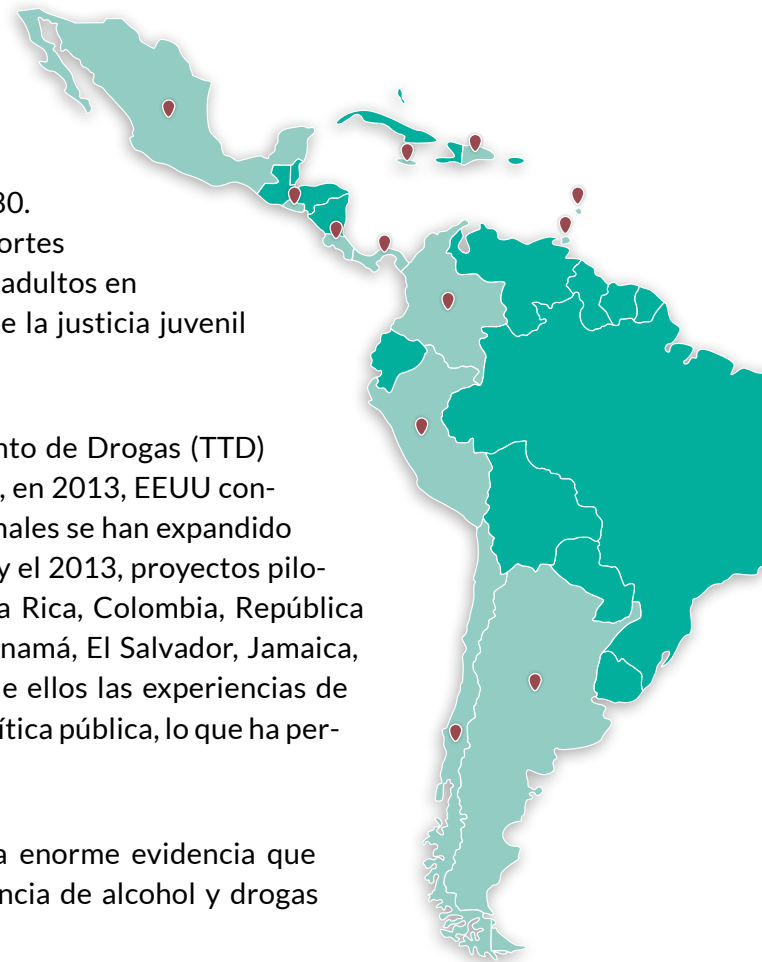 30.
ortes
adultos en
e la justicia juvenil
nto de Drogas (TTD)
, en 2013, EEUU con-
nales se han expandido
y el 2013, proyectos pilo-
a Rica, Colombia, República
namá, El Salvador, Jamaica,
e ellos las experiencias de
ítica pública, lo que ha per-
a enorme evidencia que
encia de alcohol y drogas